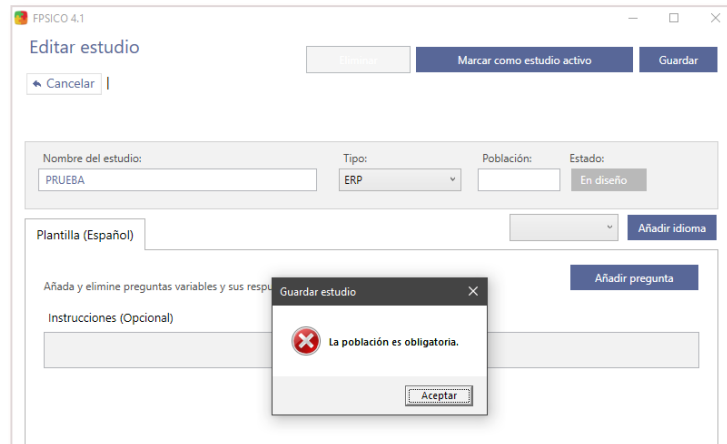 FPSICO 4.1
Editar estudio
Eliminar
Marcar como estudio activo
Guardar
Cancelar
Nombre del estudio:
Tipo:
Población:
Estado:
PRUEBA
ERP
En diseño
Plantilla (Español)
Añadir idioma
Añadir pregunta
Añada y elimine preguntas variables y sus respu
Instrucciones (Opcional)
Guardar estudio
La población es obligatoria.
Aceptar